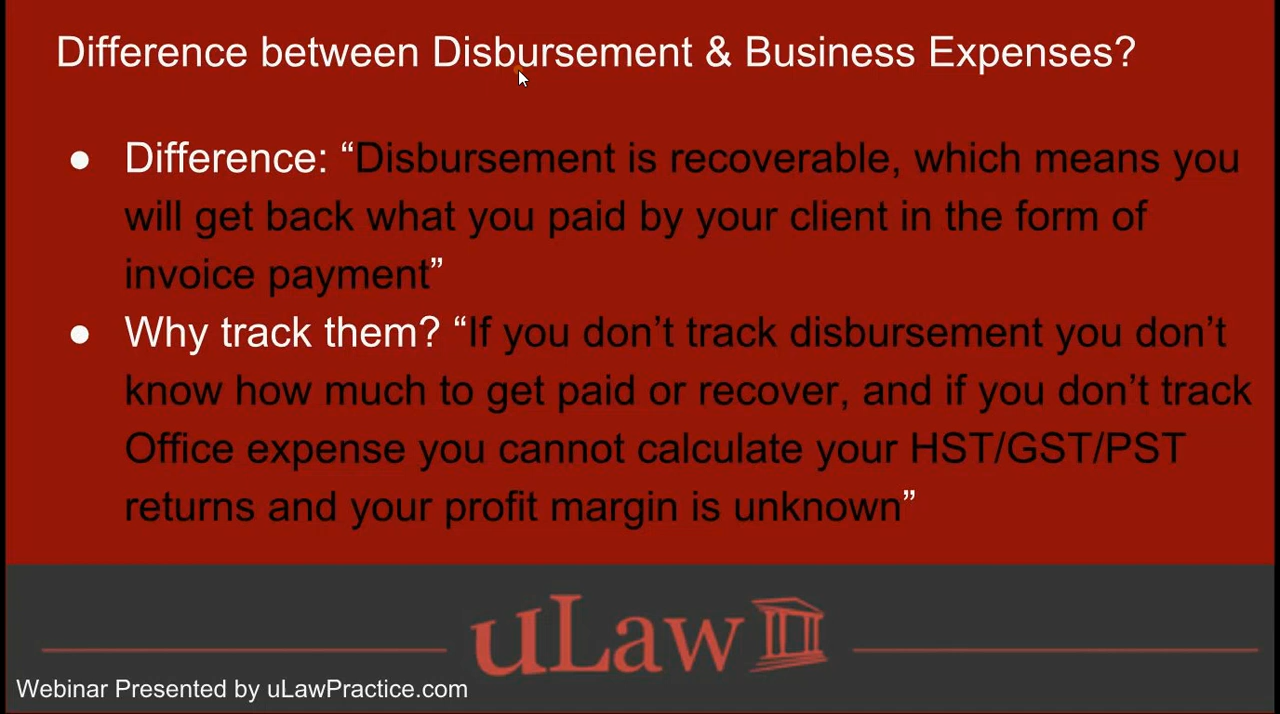 Difference between Disbursement & Business Expenses?
● Difference: “Disbursement is recoverable, which means you
will get back what you paid by your client in the form of
invoice payment”
● Why track them? “If you don’t track disbursement you don’t
know how much to get paid or recover, and if you don’t track
Office expense you cannot calculate your HST/GST/PST
returns and your profit margin is unknown”
uLaw
Webinar Presented by uLawPractice.com